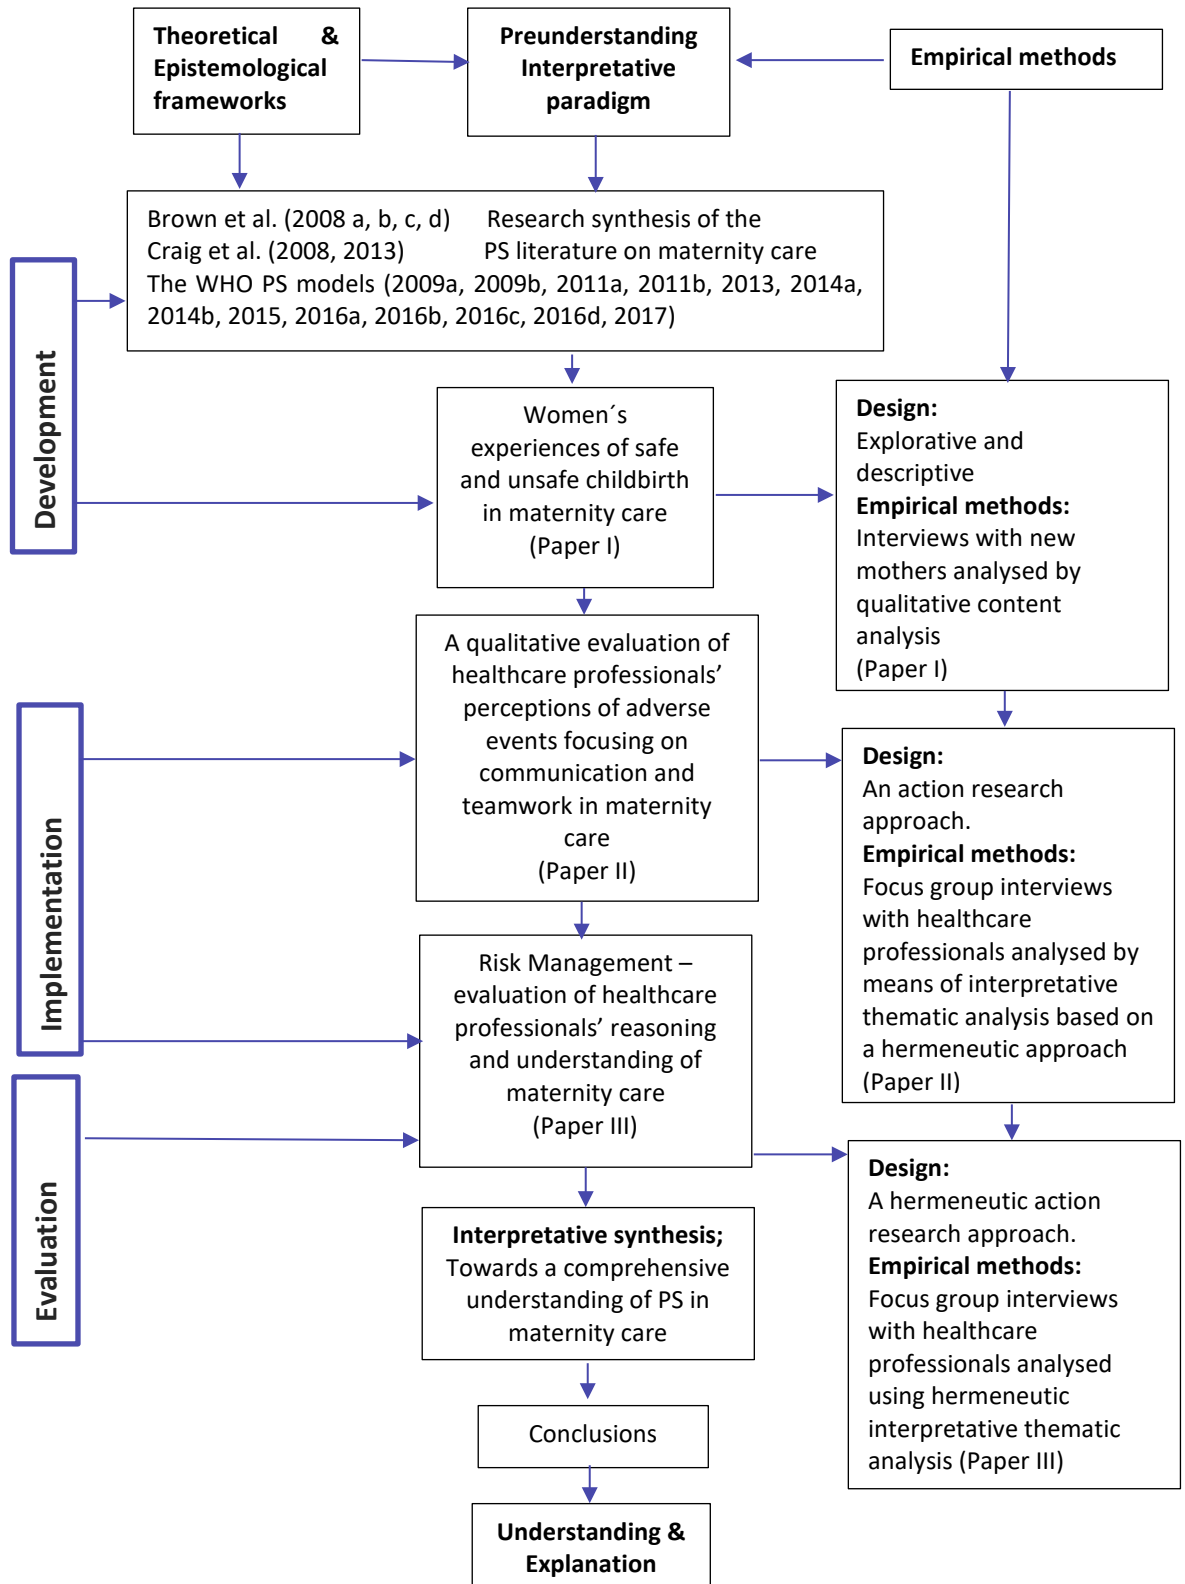 Theoretical &
Epistemological
frameworks
Preunderstanding
Interpretative
paradigm
Empirical methods
Brown et al. (2008 a, b, c, d) Research synthesis of the
Craig et al. (2008, 2013) PS literature on maternity care
The WHO PS models (2009a, 2009b, 2011a, 2011b, 2013, 2014a,
2014b, 2015, 2016a, 2016b, 2016c, 2016d, 2017)
Development
Women´s
experiences of safe
and unsafe childbirth
in maternity care
(Paper I)
Design:
Explorative and
descriptive
Empirical methods:
Interviews with new
mothers analysed by
qualitative content
analysis
(Paper I)
Implementation
A qualitative evaluation of
healthcare professionals’
perceptions of adverse
events focusing on
communication and
teamwork in maternity
care
(Paper II)
Design:
An action research
approach.
Empirical methods:
Focus group interviews
with healthcare
professionals analysed by
means of interpretative
thematic analysis based on
a hermeneutic approach
(Paper II)
Risk Management –
evaluation of healthcare
professionals’ reasoning
and understanding of
maternity care
(Paper III)
Evaluation
Design:
A hermeneutic action
research approach.
Empirical methods:
Focus group interviews
with healthcare
professionals analysed
using hermeneutic
interpretative thematic
analysis (Paper III)
Interpretative synthesis;
Towards a comprehensive
understanding of PS in
maternity care
Conclusions
Understanding &
Explanation